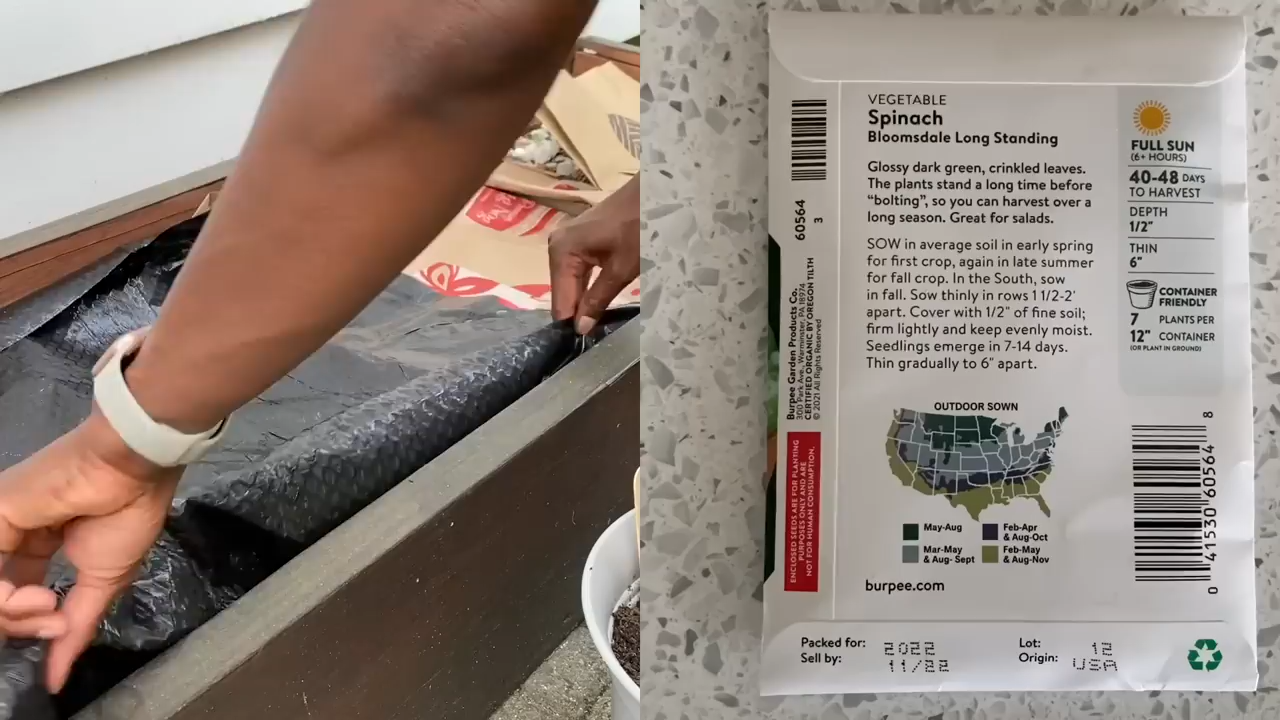 VEGETABLE
Spinach
Bloomsdale Long Standing
Glossy dark green, crinkled leaves.
The plants stand a long time before
“bolting”, so you can harvest over a
long season. Great for salads.
SOW in average soil in early spring
for first crop, again in late summer
for fall crop. In the South, sow
in fall. Sow thinly in rows 1 1/2-2'
apart. Cover with 1/2" of fine soil;
firm lightly and keep evenly moist.
Seedlings emerge in 7-14 days.
Thin gradually to 6" apart.
FULL SUN
(6+ HOURS)
40-48 DAYS
TO HARVEST
DEPTH
1/2"
THIN
6"
CONTAINER
FRIENDLY
7 PLANTS PER
12" CONTAINER
(OR PLANT IN GROUND)
60564
3
Burpee Garden Products Co.
300 Park Ave., Warminster, PA 18974
CERTIFIED ORGANIC BY OREGON TILTH
© 2021 All Rights Reserved
ENCLOSED SEEDS ARE FOR PLANTING
PURPOSES ONLY AND ARE
NOT FOR HUMAN CONSUMPTION.
OUTDOOR SOWN
May-Aug
Feb-Apr
& Aug-Oct
Mar-May
& Aug- Sept
Feb-May
& Aug-Nov
burpee.com
0 41530 60564 8
Packed for: 2022
Sell by: 11/22
Lot: 12
Origin: USA